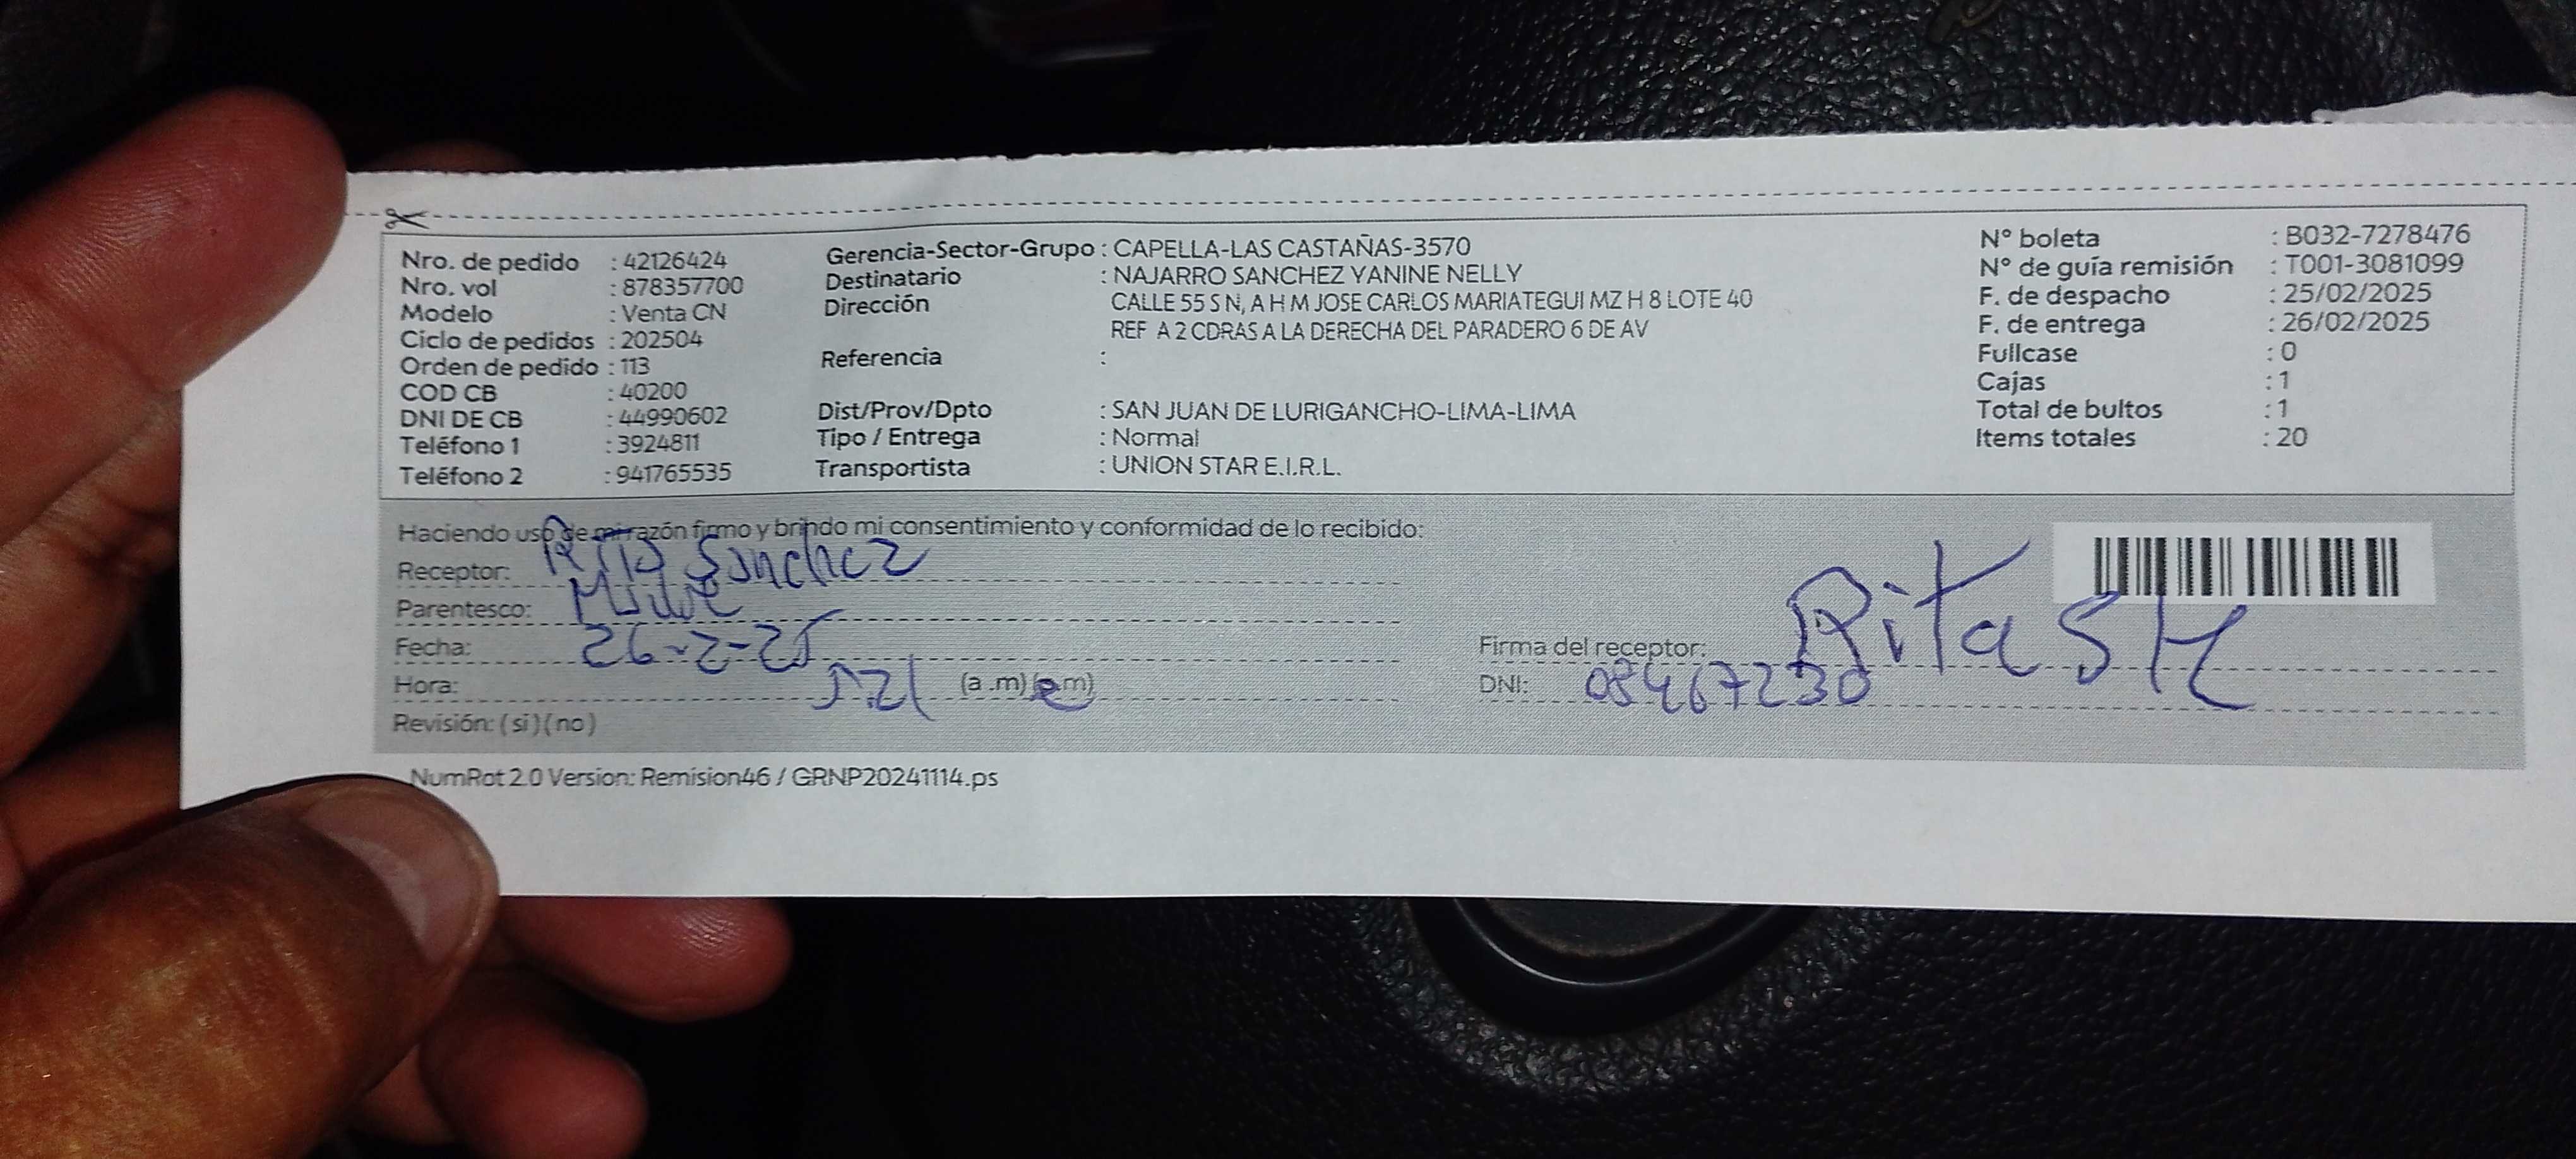 Nro. de pedido : 42126424
Nro. vol : 878357700
Modelo : Venta CN
Ciclo de pedidos : 202504
Orden de pedido : 113
COD CB : 40200
DNI DE CB : 44990602
Teléfono 1 : 3924811
Teléfono 2 : 941765535
Gerencia-Sector-Grupo : CAPELLA-LAS CASTAÑAS-3570
Destinatario : NAJARRO SANCHEZ YANINE NELLY
Dirección CALLE 55 S N, A H M JOSE CARLOS MARIATEGUI MZ H 8 LOTE 40
REF A 2 CDRAS A LA DERECHA DEL PARADERO 6 DE AV
Referencia :
Dist/Prov/Dpto : SAN JUAN DE LURIGANCHO-LIMA-LIMA
Tipo / Entrega : Normal
Transportista : UNION STAR E.I.R.L.
N° boleta : B032-7278476
N° de guía remisión : T001-3081099
F. de despacho : 25/02/2025
F. de entrega : 26/02/2025
Fullcase : 0
Cajas : 1
Total de bultos : 1
Items totales : 20
Haciendo uso de mi razón firmo y brindo mi consentimiento y conformidad de lo recibido:
Receptor: Rita Sanchez
Parentesco: Madre
Fecha: 26-2-25
Hora: (a.m) (p.m)
Revisión: (si) (no)
Firma del receptor: Rita SH
DNI: 08467230
NumRot 2.0 Version: Remision46 / GRNP20241114.ps